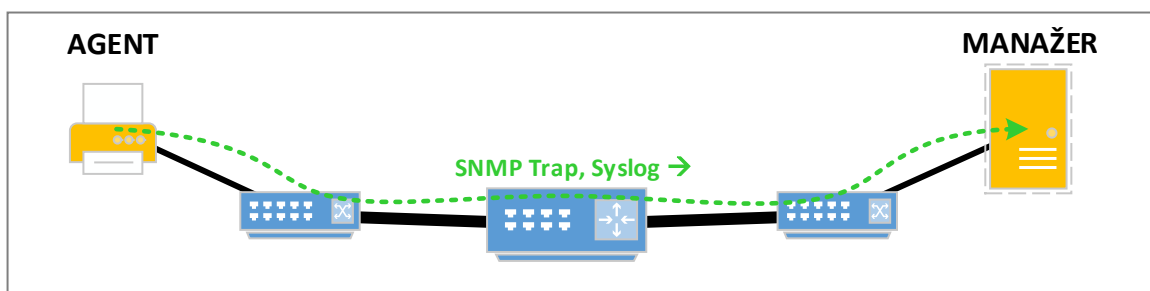 AGENT
MANAŽER
SNMP Trap, Syslog →